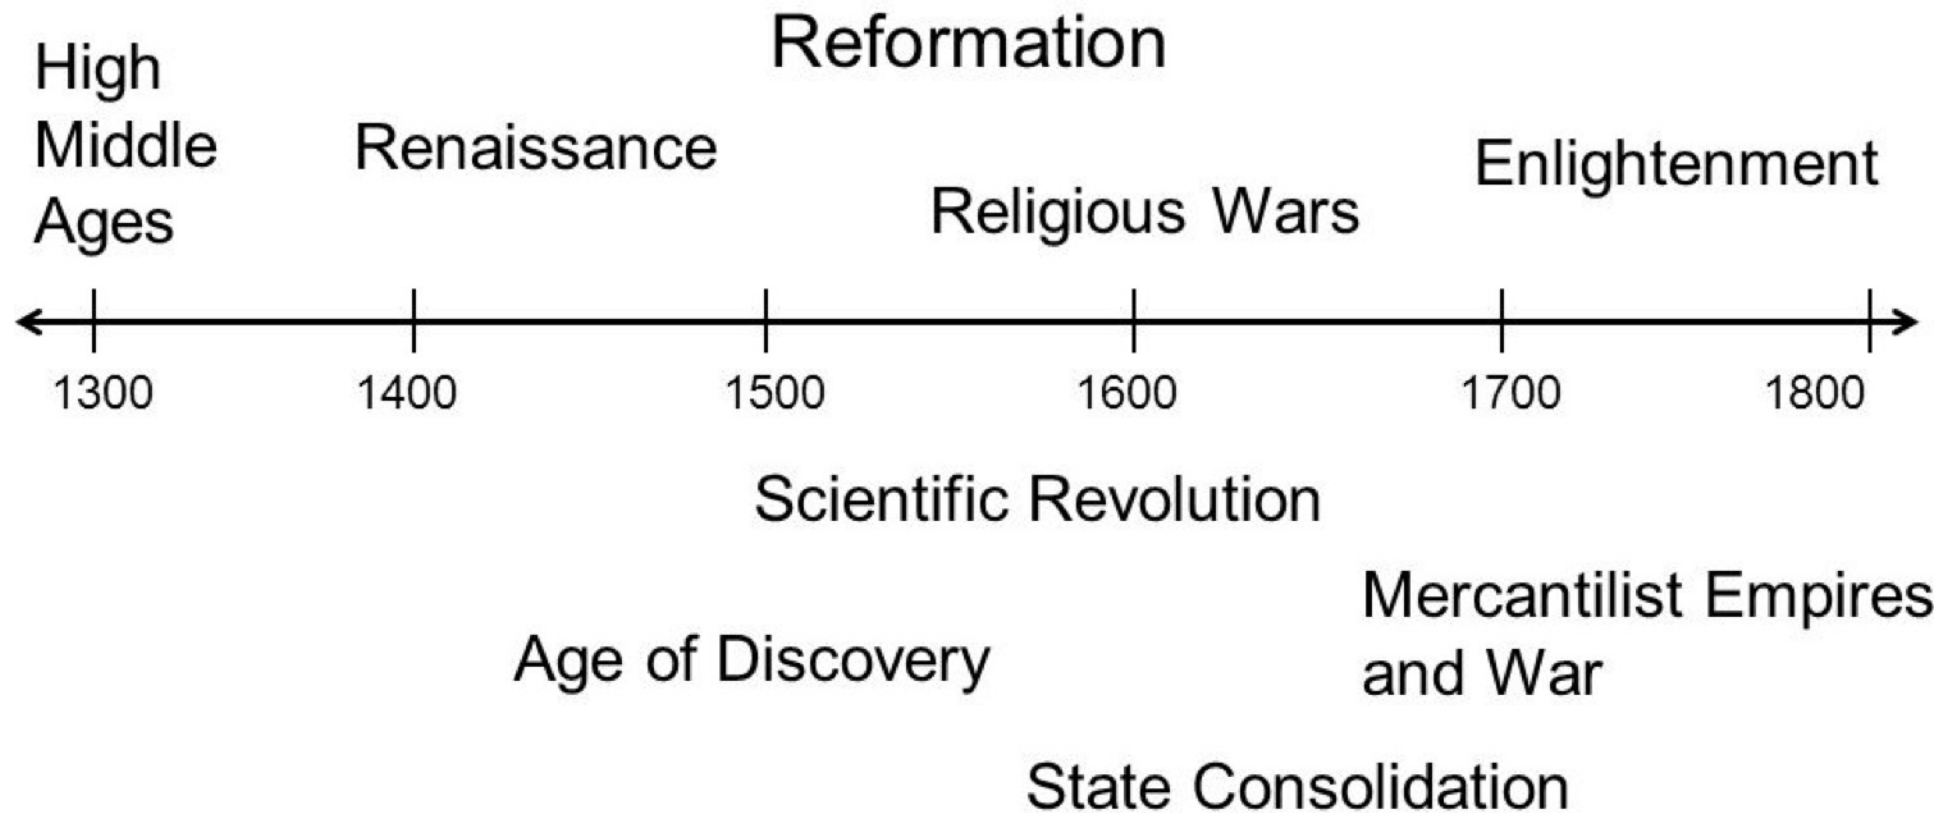 Reformation
High
Middle
Ages
Renaissance
Enlightenment
Religious Wars
1300 1400 1500 1600 1700 1800
Scientific Revolution
Mercantilist Empires
and War
Age of Discovery
State Consolidation